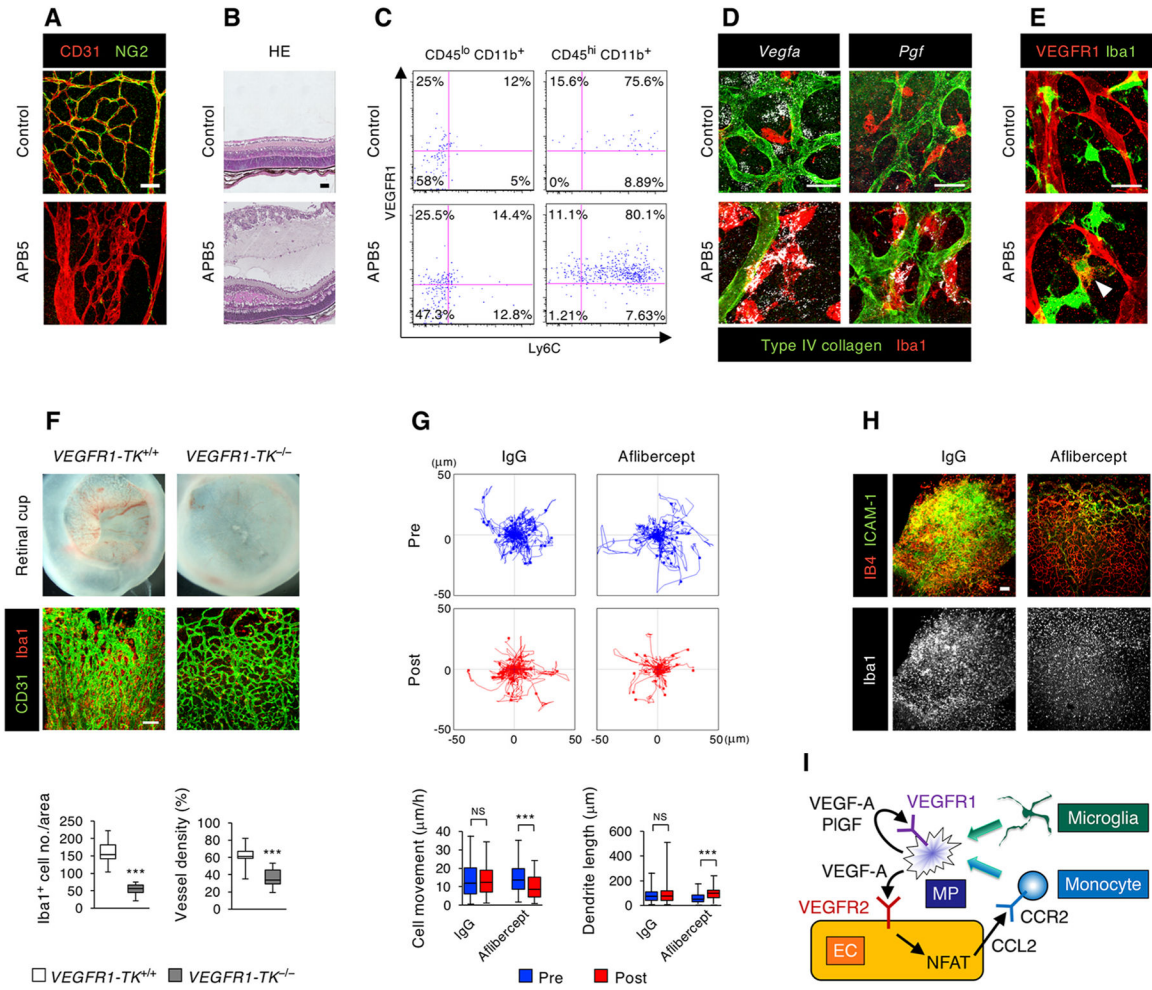 A
CD31 NG2
Control
APB5
B
HE
C
CD45lo CD11b+
CD45hi CD11b+
VEGFR1
Control
25%
12%
58%
5%
15.6%
75.6%
0%
8.89%
APB5
25.5%
14.4%
47.3%
12.8%
11.1%
80.1%
1.21%
7.63%
Ly6C
D
Vegfa
Pgf
Control
APB5
Type IV collagen Iba1
E
VEGFR1 Iba1
Control
APB5
F
VEGFR1-TK+/+
VEGFR1-TK–/–
Retinal cup
CD31 Iba1
Iba1+ cell no./area
250
200
150
100
50
0
***
Vessel density (%)
100
80
60
40
20
0
***
VEGFR1-TK+/+
VEGFR1-TK–/–
G
(μm)
IgG
Aflibercept
Pre
50
0
-50
Post
50
0
-50
-50
0
50
-50
0
50
(μm)
Cell movement (μm/h)
50
40
30
20
10
0
NS
***
IgG
Aflibercept
Dendrite length (μm)
600
400
200
0
NS
***
IgG
Aflibercept
Pre
Post
H
IgG
Aflibercept
IB4 ICAM-1
Iba1
I
VEGF-A
PlGF
VEGFR1
Microglia
VEGF-A
MP
Monocyte
VEGFR2
CCR2
CCL2
EC
NFAT